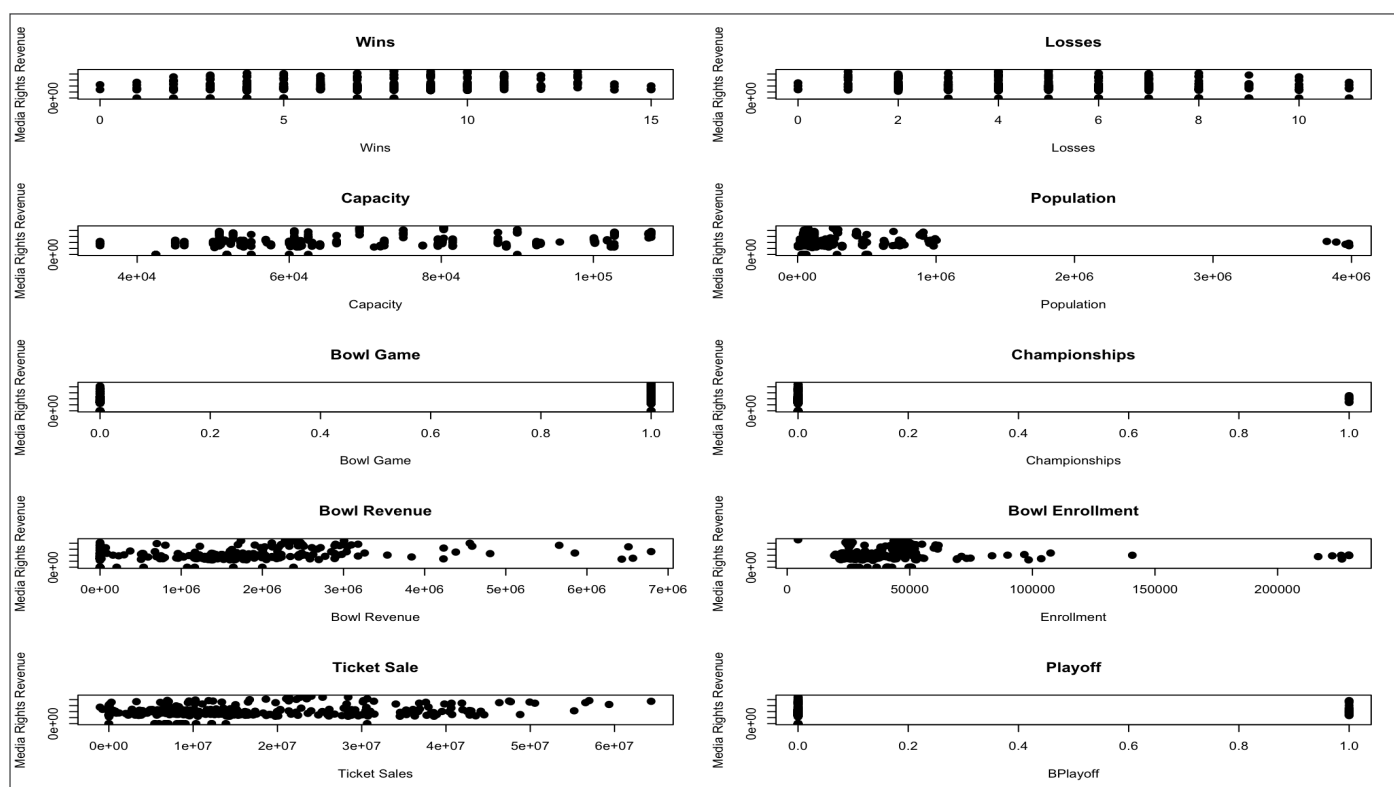 Wins
Media Rights Revenue
0e+00
0 5 10 15
Wins
Losses
Media Rights Revenue
0e+00
0 2 4 6 8 10
Losses
Capacity
Media Rights Revenue
0e+00
4e+04 6e+04 8e+04 1e+05
Capacity
Population
Media Rights Revenue
0e+00
0e+00 1e+06 2e+06 3e+06 4e+06
Population
Bowl Game
Media Rights Revenue
0e+00
0.0 0.2 0.4 0.6 0.8 1.0
Bowl Game
Championships
Media Rights Revenue
0e+00
0.0 0.2 0.4 0.6 0.8 1.0
Championships
Bowl Revenue
Media Rights Revenue
0e+00
0e+00 1e+06 2e+06 3e+06 4e+06 5e+06 6e+06 7e+06
Bowl Revenue
Bowl Enrollment
Media Rights Revenue
0e+00
0 50000 100000 150000 200000
Enrollment
Ticket Sale
Media Rights Revenue
0e+00
0e+00 1e+07 2e+07 3e+07 4e+07 5e+07 6e+07
Ticket Sales
Playoff
Media Rights Revenue
0e+00
0.0 0.2 0.4 0.6 0.8 1.0
BPlayoff